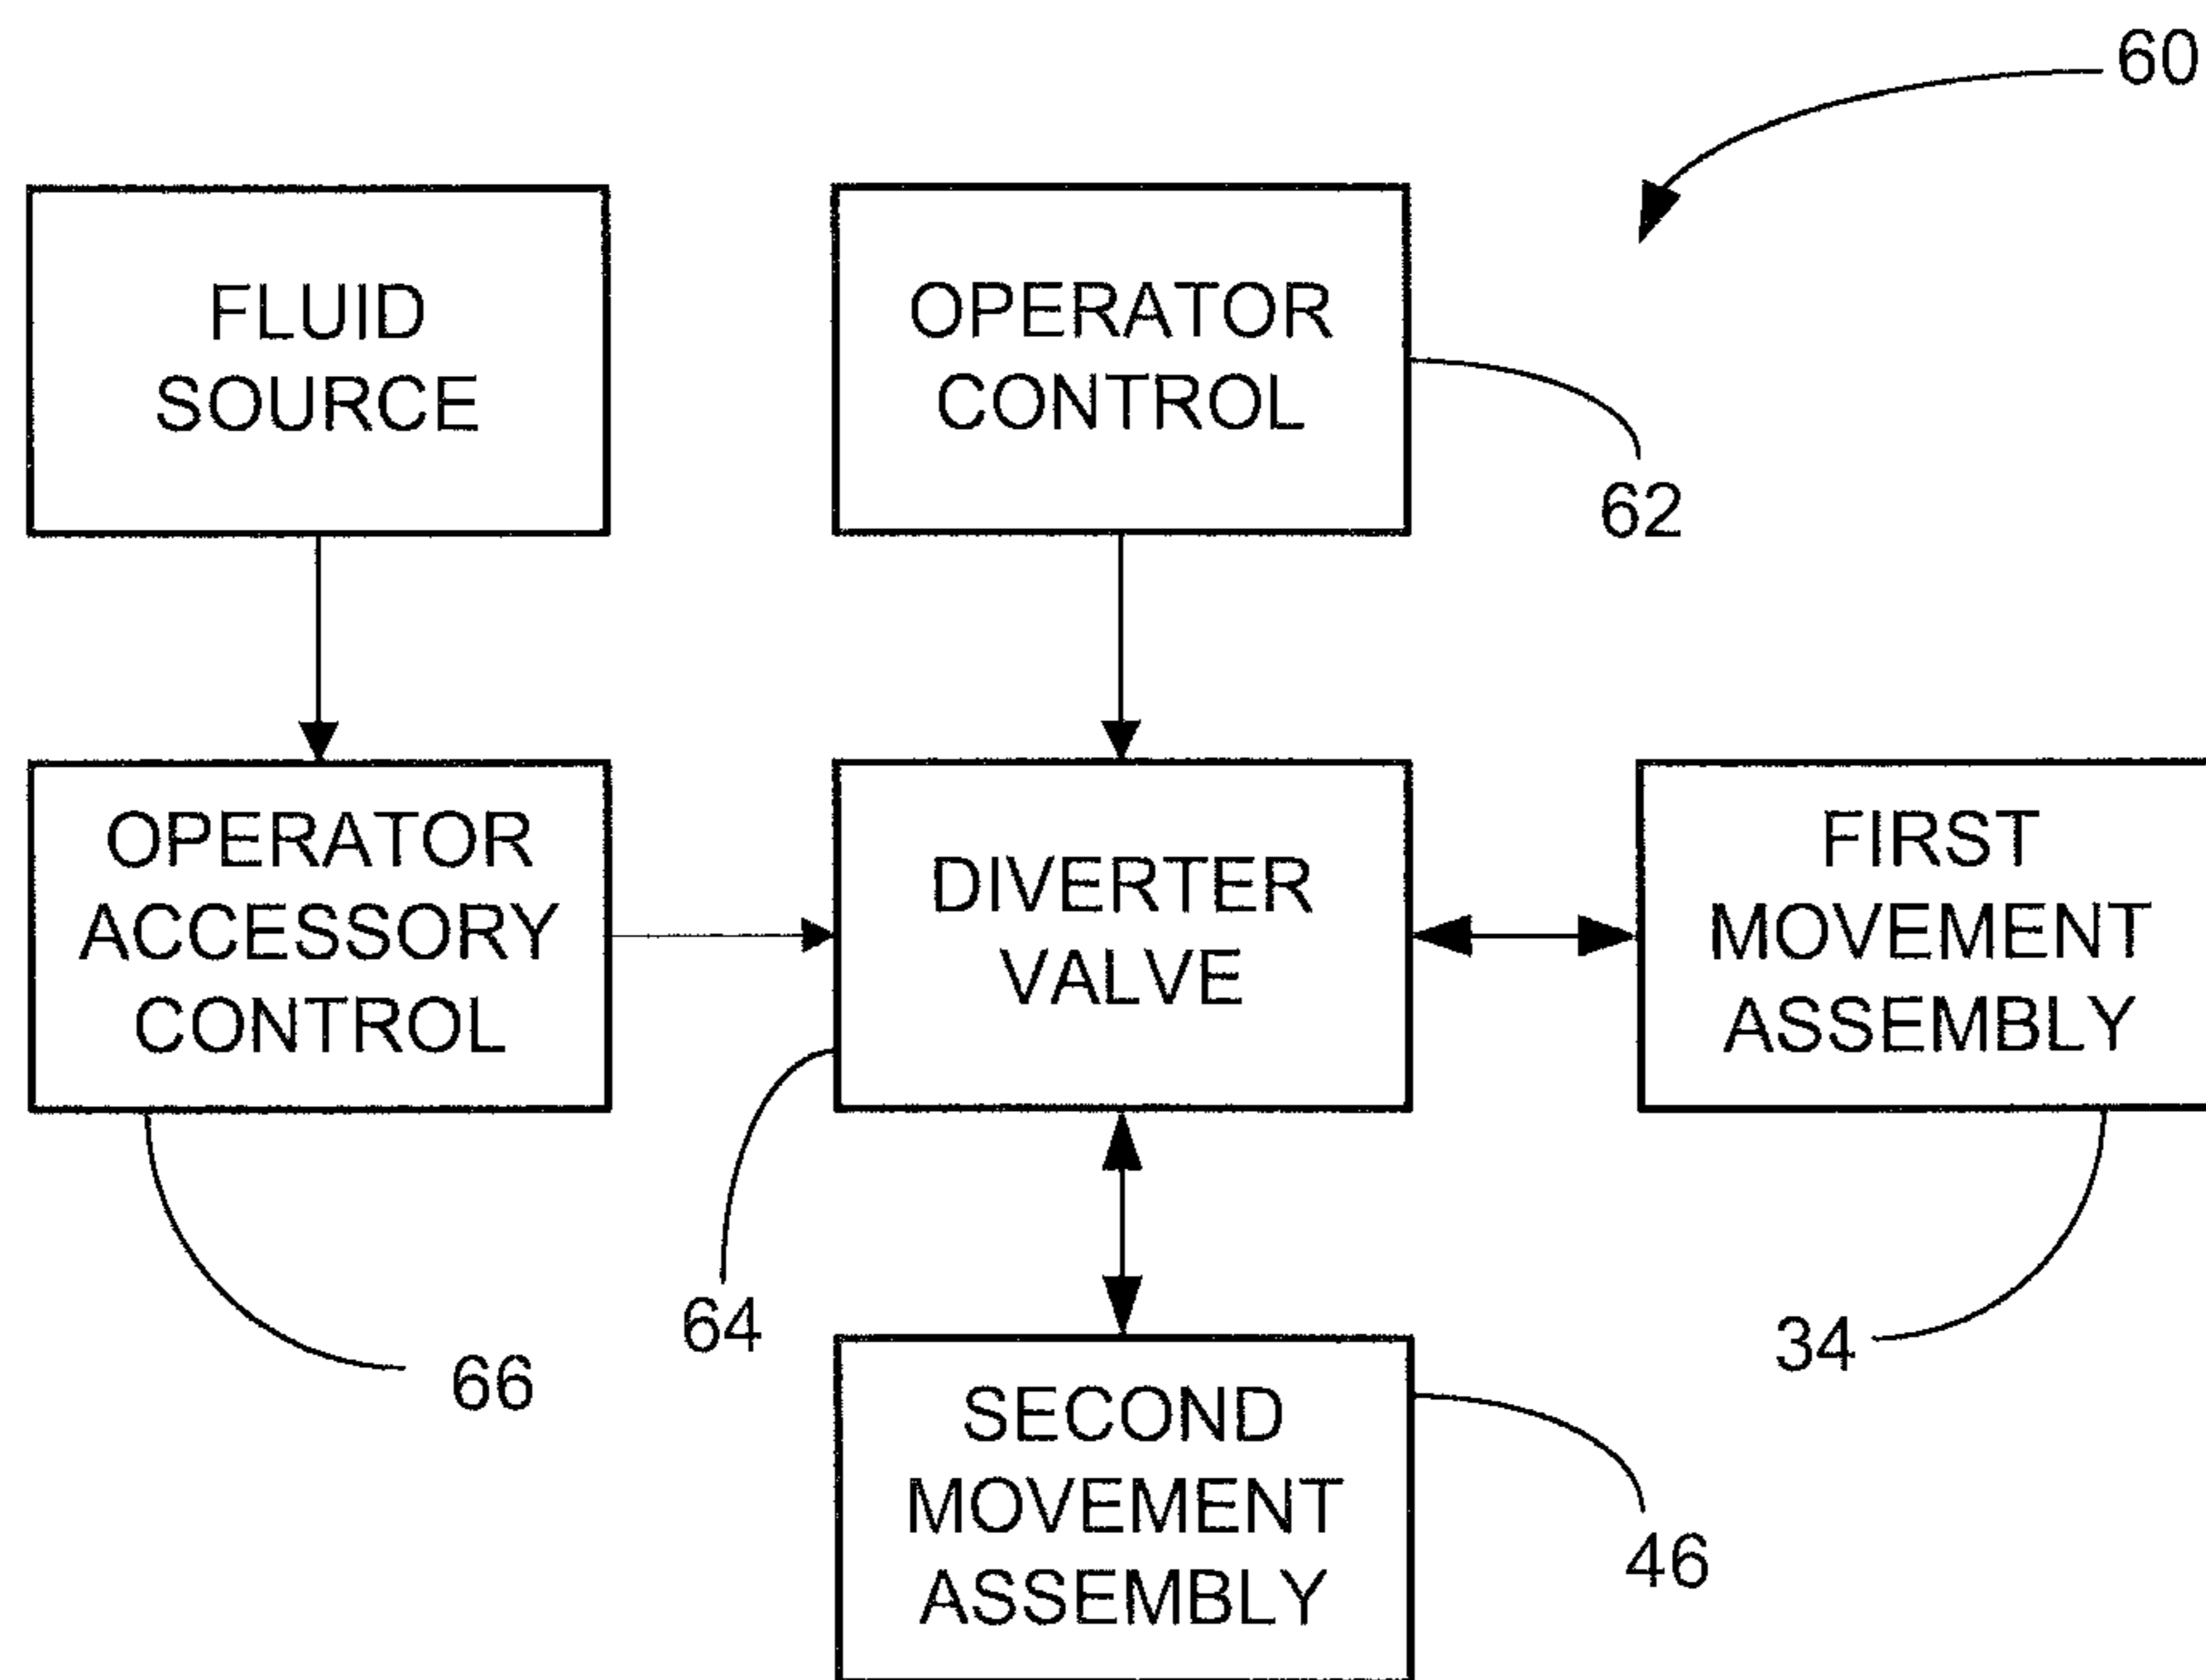 60
FLUID
SOURCE
OPERATOR
CONTROL
62
OPERATOR
ACCESSORY
CONTROL
DIVERTER
VALVE
FIRST
MOVEMENT
ASSEMBLY
64
66
34
SECOND
MOVEMENT
ASSEMBLY
46